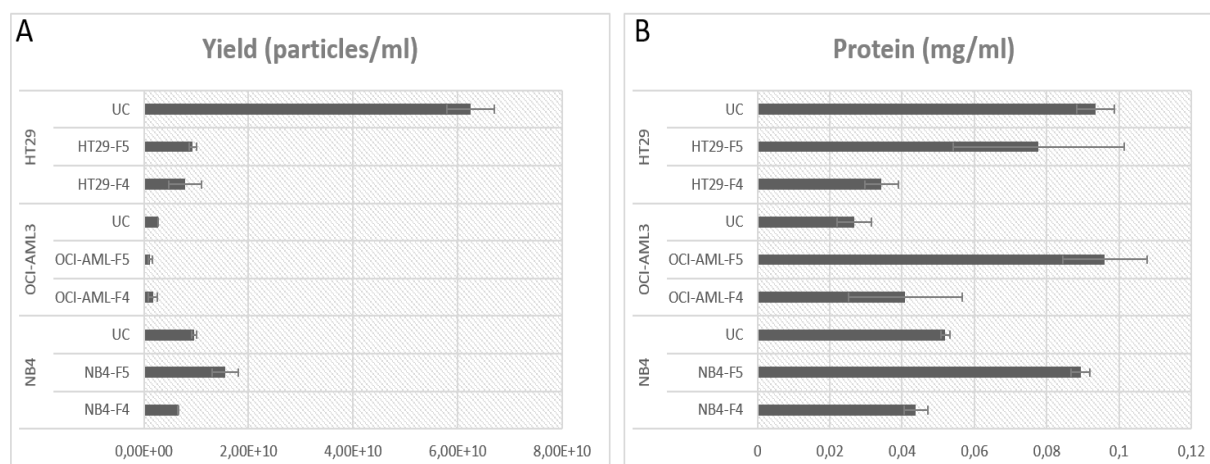 A
Yield (particles/ml)
HT29
UC
HT29-F5
HT29-F4
OCI-AML3
UC
OCI-AML-F5
OCI-AML-F4
NB4
UC
NB4-F5
NB4-F4
0,00E+00 2,00E+10 4,00E+10 6,00E+10 8,00E+10
B
Protein (mg/ml)
HT29
UC
HT29-F5
HT29-F4
OCI-AML3
UC
OCI-AML-F5
OCI-AML-F4
NB4
UC
NB4-F5
NB4-F4
0 0,02 0,04 0,06 0,08 0,1 0,12